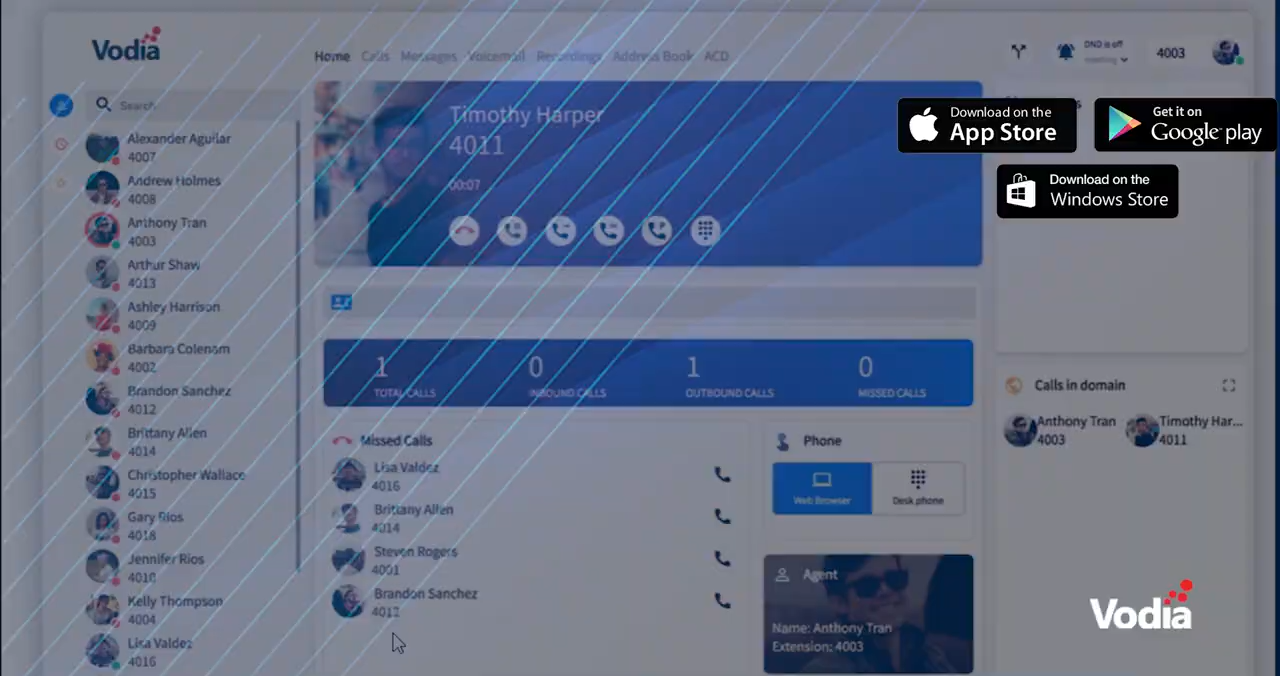 Vodia
Home Calls Messages Voicemail Recordings Address Book ACD
DND is off
4003
Search
Alexander Aguilar
4007
Andrew Holmes
4008
Anthony Tran
4003
Arthur Shaw
4013
Ashley Harrison
4009
Barbara Colenam
4002
Brandon Sanchez
4012
Brittany Allen
4014
Christopher Wallace
4015
Gary Rios
4018
Jennifer Rios
4010
Kelly Thompson
4004
Lisa Valdez
4016
Timothy Harper
4011
00:07
1
TOTAL CALLS
0
INBOUND CALLS
1
OUTBOUND CALLS
0
MISSED CALLS
Missed Calls
Lisa Valdez
4016
Brittany Allen
4014
Steven Rogers
4001
Brandon Sanchez
4012
Phone
Web Browser
Desk phone
Agent
Name: Anthony Tran
Extension: 4003
Download on the
App Store
Get it on
Google play
Download on the
Windows Store
Calls in domain
Anthony Tran
4003
Timothy Har...
4011
Vodia